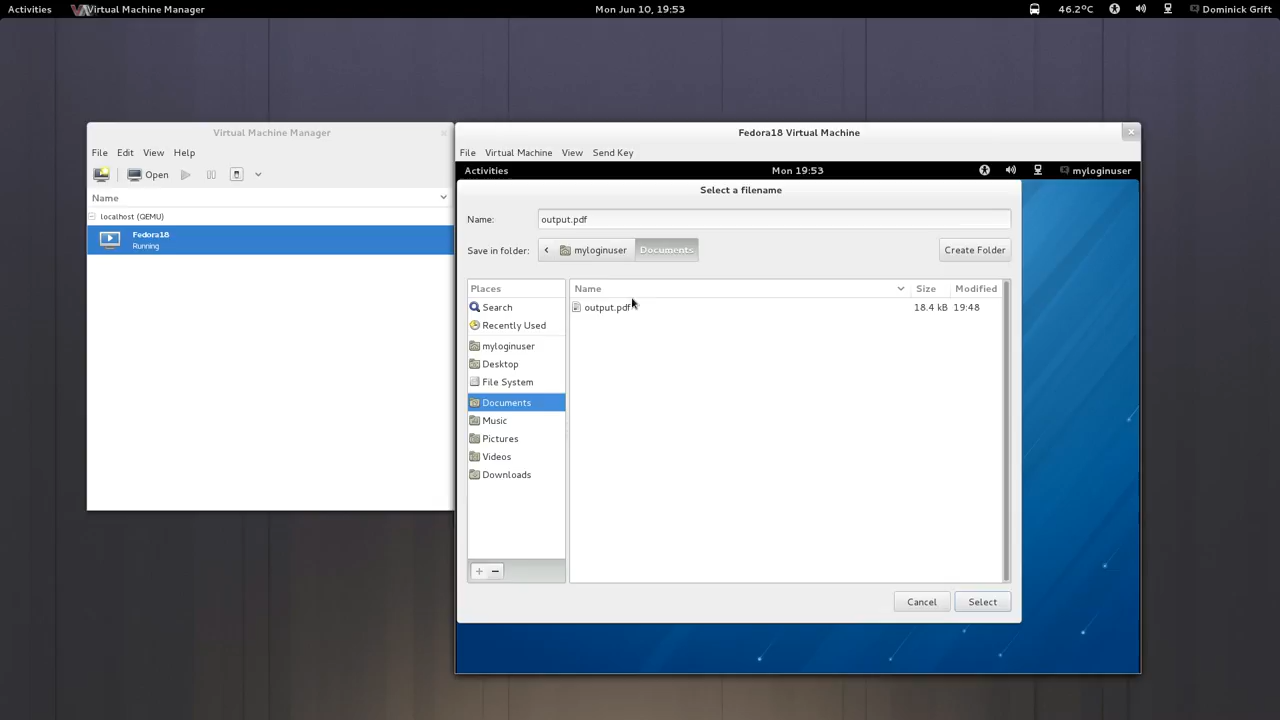 Activities Virtual Machine Manager Mon Jun 10, 19:53 46.2°C Dominick Grift
Virtual Machine Manager
File Edit View Help
Open
Name
localhost (QEMU)
Fedora18
Running
Fedora18 Virtual Machine
File Virtual Machine View Send Key
Activities Mon 19:53 myloginuser
Select a filename
Name: output.pdf
Save in folder: myloginuser Documents Create Folder
Places
Search
Recently Used
myloginuser
Desktop
File System
Documents
Music
Pictures
Videos
Downloads
Name Size Modified
output.pdf 18.4 kB 19:48
Cancel Select